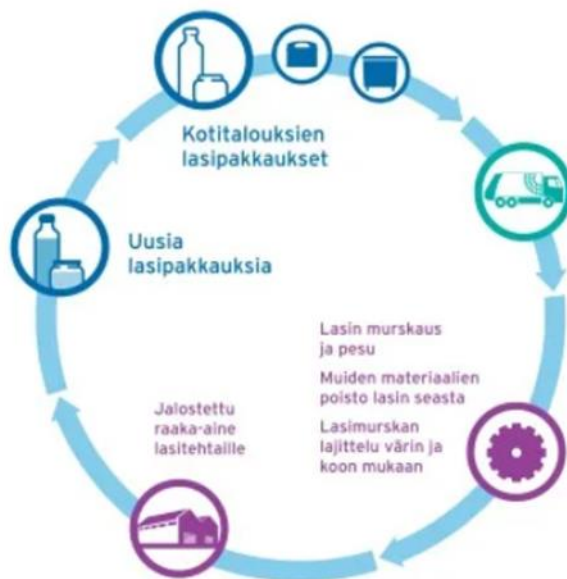 Kotitalouksien
lasipakkaukset
Uusia
lasipakkauksia
Lasin murskaus
ja pesu
Muiden materiaalien
poisto lasin seasta
Lasimurskan
lajittelu värin ja
koon mukaan
Jalostettu
raaka-aine
lasitehtaille